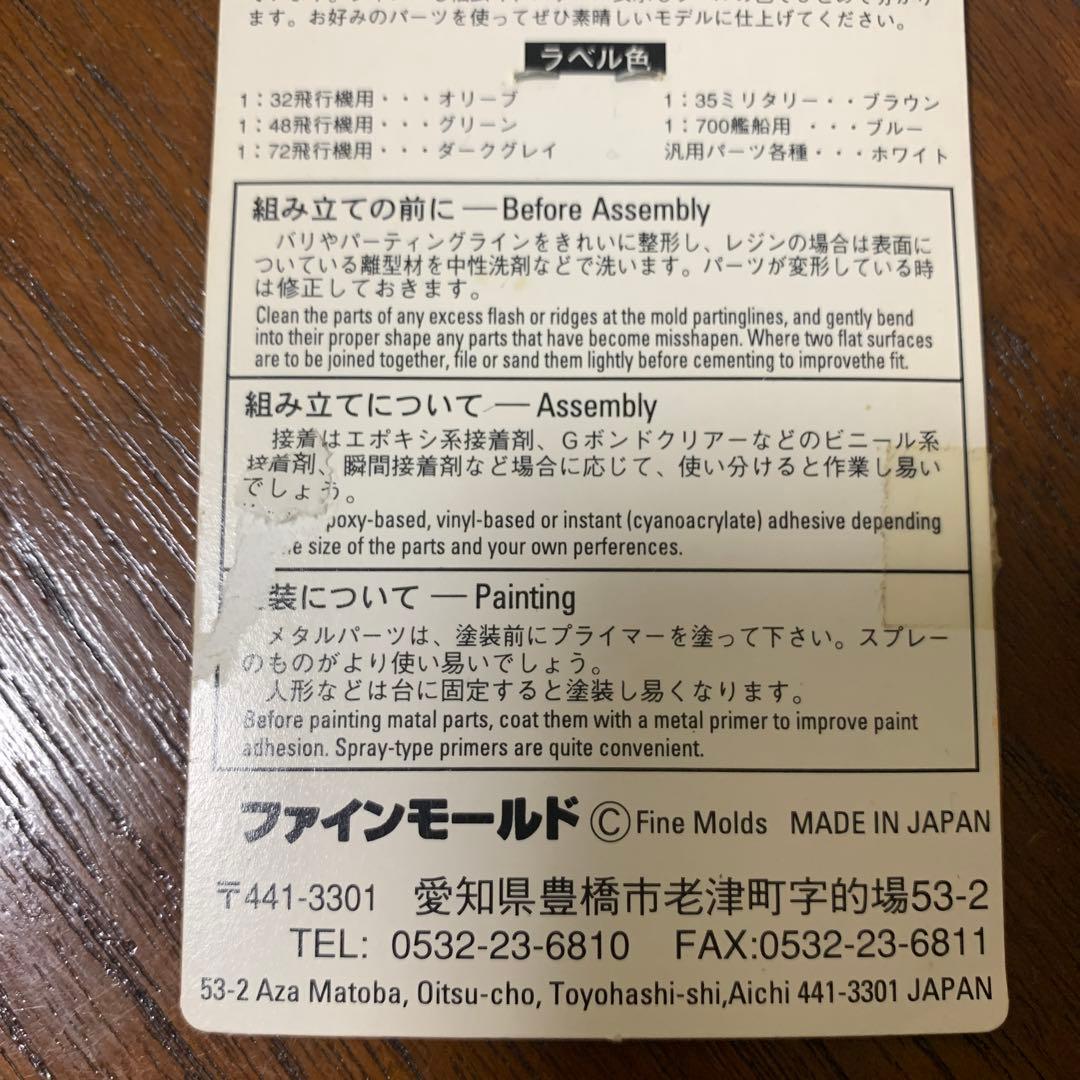 ます。お好みのパーツを使ってぜひ素晴しいモデルに仕上げてください。
ラベル色
1：32飛行機用・・・オリーブ
1：35ミリタリー・・ブラウン
1：48飛行機用・・・グリーン
1：700艦船用 ・・・ブルー
1：72飛行機用・・・ダークグレイ
汎用パーツ各種・・・ホワイト
組み立ての前に ― Before Assembly
バリやパーティングラインをきれいに整形し、レジンの場合は表面に
ついている離型材を中性洗剤などで洗います。パーツが変形している時
は修正しておきます。
Clean the parts of any excess flash or ridges at the mold partinglines, and gently bend
into their proper shape any parts that have become misshapen. Where two flat surfaces
are to be joined together, file or sand them lightly before cementing to improvethe fit.
組み立てについて ― Assembly
接着はエポキシ系接着剤、Gボンドクリアーなどのビニール系
接着剤、瞬間接着剤など場合に応じて、使い分けると作業し易い
でしょう。
poxy-based, vinyl-based or instant (cyanoacrylate) adhesive depending
e size of the parts and your own perferences.
装について ― Painting
メタルパーツは、塗装前にプライマーを塗って下さい。スプレー
のものがより使い易いでしょう。
人形などは台に固定すると塗装し易くなります。
Before painting matal parts, coat them with a metal primer to improve paint
adhesion. Spray-type primers are quite convenient.
ファインモールド ©Fine Molds MADE IN JAPAN
〒441-3301 愛知県豊橋市老津町字的場53-2
TEL: 0532-23-6810 FAX:0532-23-6811
53-2 Aza Matoba, Oitsu-cho, Toyohashi-shi,Aichi 441-3301 JAPAN